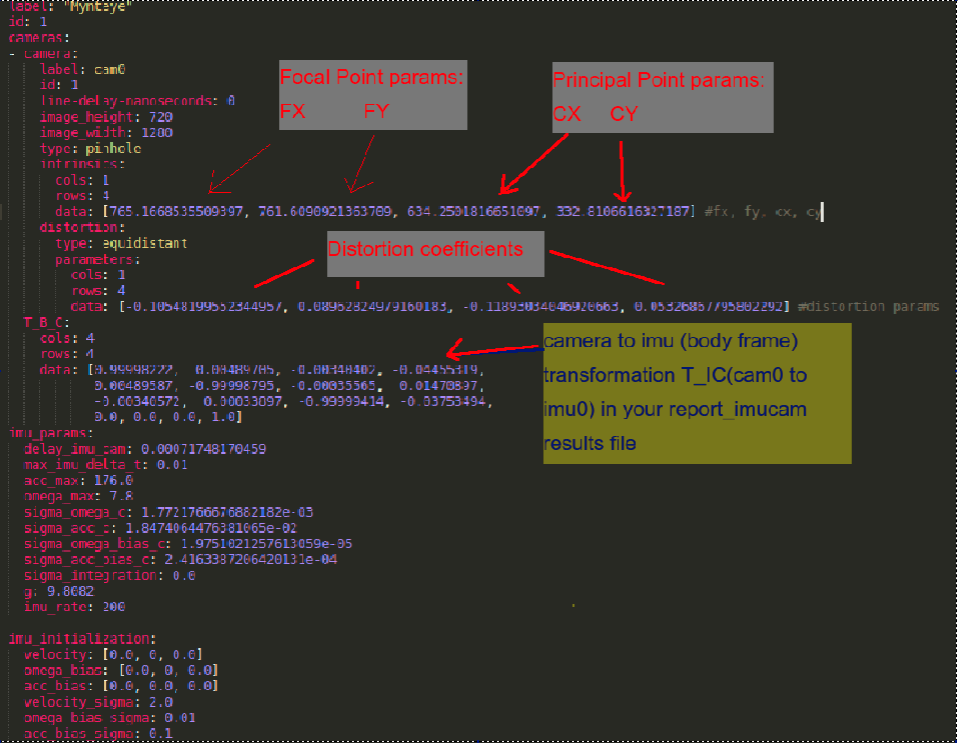 label: "Mynteye"
id: 1
cameras:
- camera:
label: cam0
id: 1
line-delay-nanoseconds: 0
image_height: 720
image_width: 1280
type: pinhole
intrinsics:
cols: 1
rows: 4
data: [765.1668535509397, 761.6090921363709, 634.2501816651097, 332.8106616327187] #fx, fy, cx, cy
distortion:
type: equidistant
parameters:
cols: 1
rows: 4
data: [-0.10548199552344957, 0.08962824979160183, -0.11893034046920663, 0.05326867795802292] #distortion params
T_B_C:
cols: 4
rows: 4
data: [0.99998222, 0.00489705, -0.00340402, -0.04455319,
0.00489587, -0.99998795, -0.00035565, 0.01470897,
-0.00340572, 0.00033897, -0.99999414, -0.03753494,
0.0, 0.0, 0.0, 1.0]
imu_params:
delay_imu_cam: 0.00071748170459
max_imu_delta_t: 0.01
acc_max: 176.0
omega_max: 7.8
sigma_omega_c: 1.7721766676882182e-03
sigma_acc_c: 1.8474064476381065e-02
sigma_omega_bias_c: 1.9751021257613059e-05
sigma_acc_bias_c: 2.4163387206420131e-04
sigma_integration: 0.0
g: 9.8082
imu_rate: 200
imu_initialization:
velocity: [0.0, 0, 0.0]
omega_bias: [0.0, 0, 0.0]
acc_bias: [0.0, 0.0, 0.0]
velocity_sigma: 2.0
omega_bias_sigma: 0.01
acc_bias_sigma: 0.1
Focal Point params:
FX FY
Principal Point params:
CX CY
Distortion coefficients
camera to imu (body frame)
transformation T_IC(cam0 to
imu0) in your report_imucam
results file